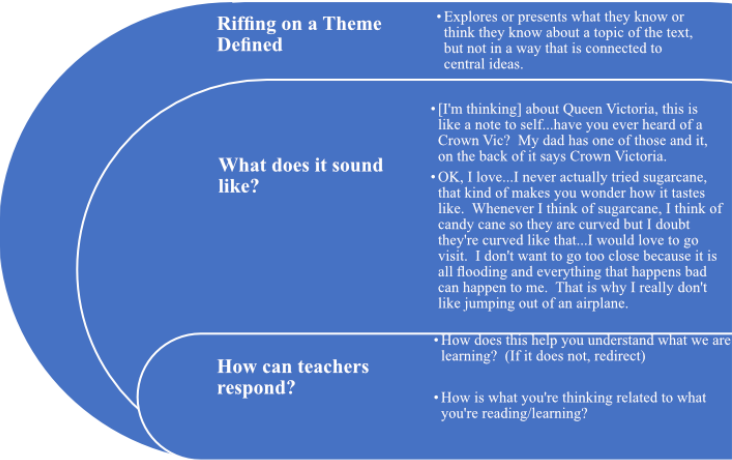 Riffing on a Theme
Defined
• Explores or presents what they know or
think they know about a topic of the text,
but not in a way that is connected to
central ideas.
What does it sound
like?
• [I'm thinking] about Queen Victoria, this is
like a note to self...have you ever heard of a
Crown Vic?  My dad has one of those and it,
on the back of it says Crown Victoria.
• OK, I love...I never actually tried sugarcane,
that kind of makes you wonder how it tastes
like.  Whenever I think of sugarcane, I think of
candy cane so they are curved but I doubt
they're curved like that...I would love to go
visit.  I don't want to go too close because it is
all flooding and everything that happens bad
can happen to me.  That is why I really don't
like jumping out of an airplane.
How can teachers
respond?
• How does this help you understand what we are
learning?  (If it does not, redirect)
• How is what you're thinking related to what
you're reading/learning?